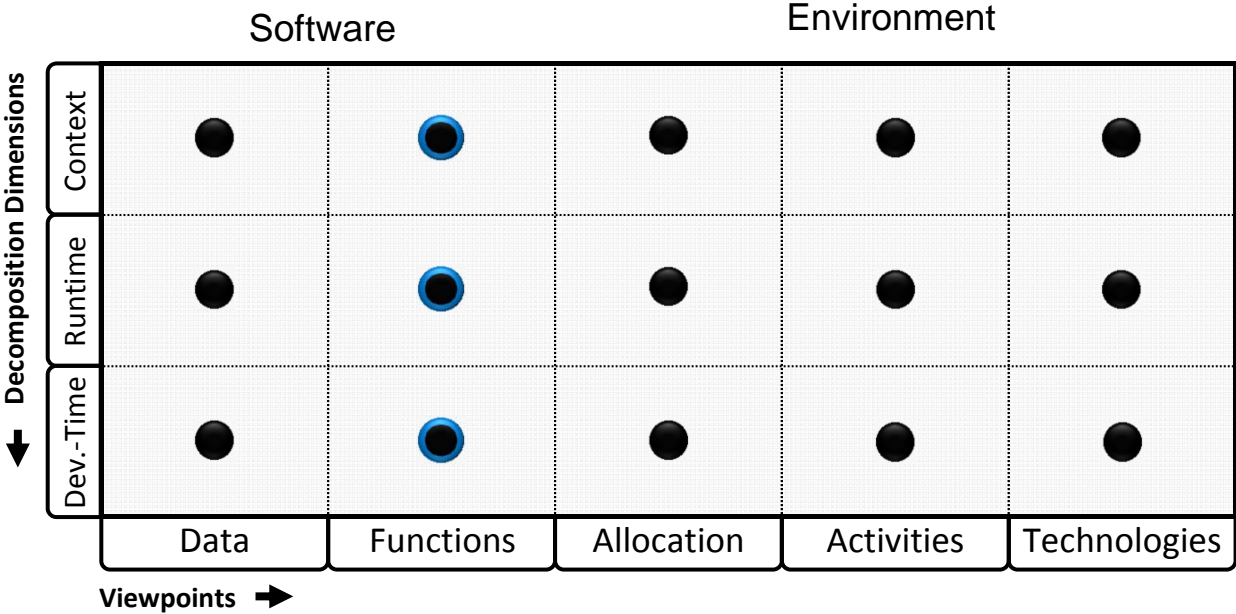 Software
Environment
Decomposition Dimensions
Context
Runtime
Dev.-Time
Data
Functions
Allocation
Activities
Technologies
Viewpoints